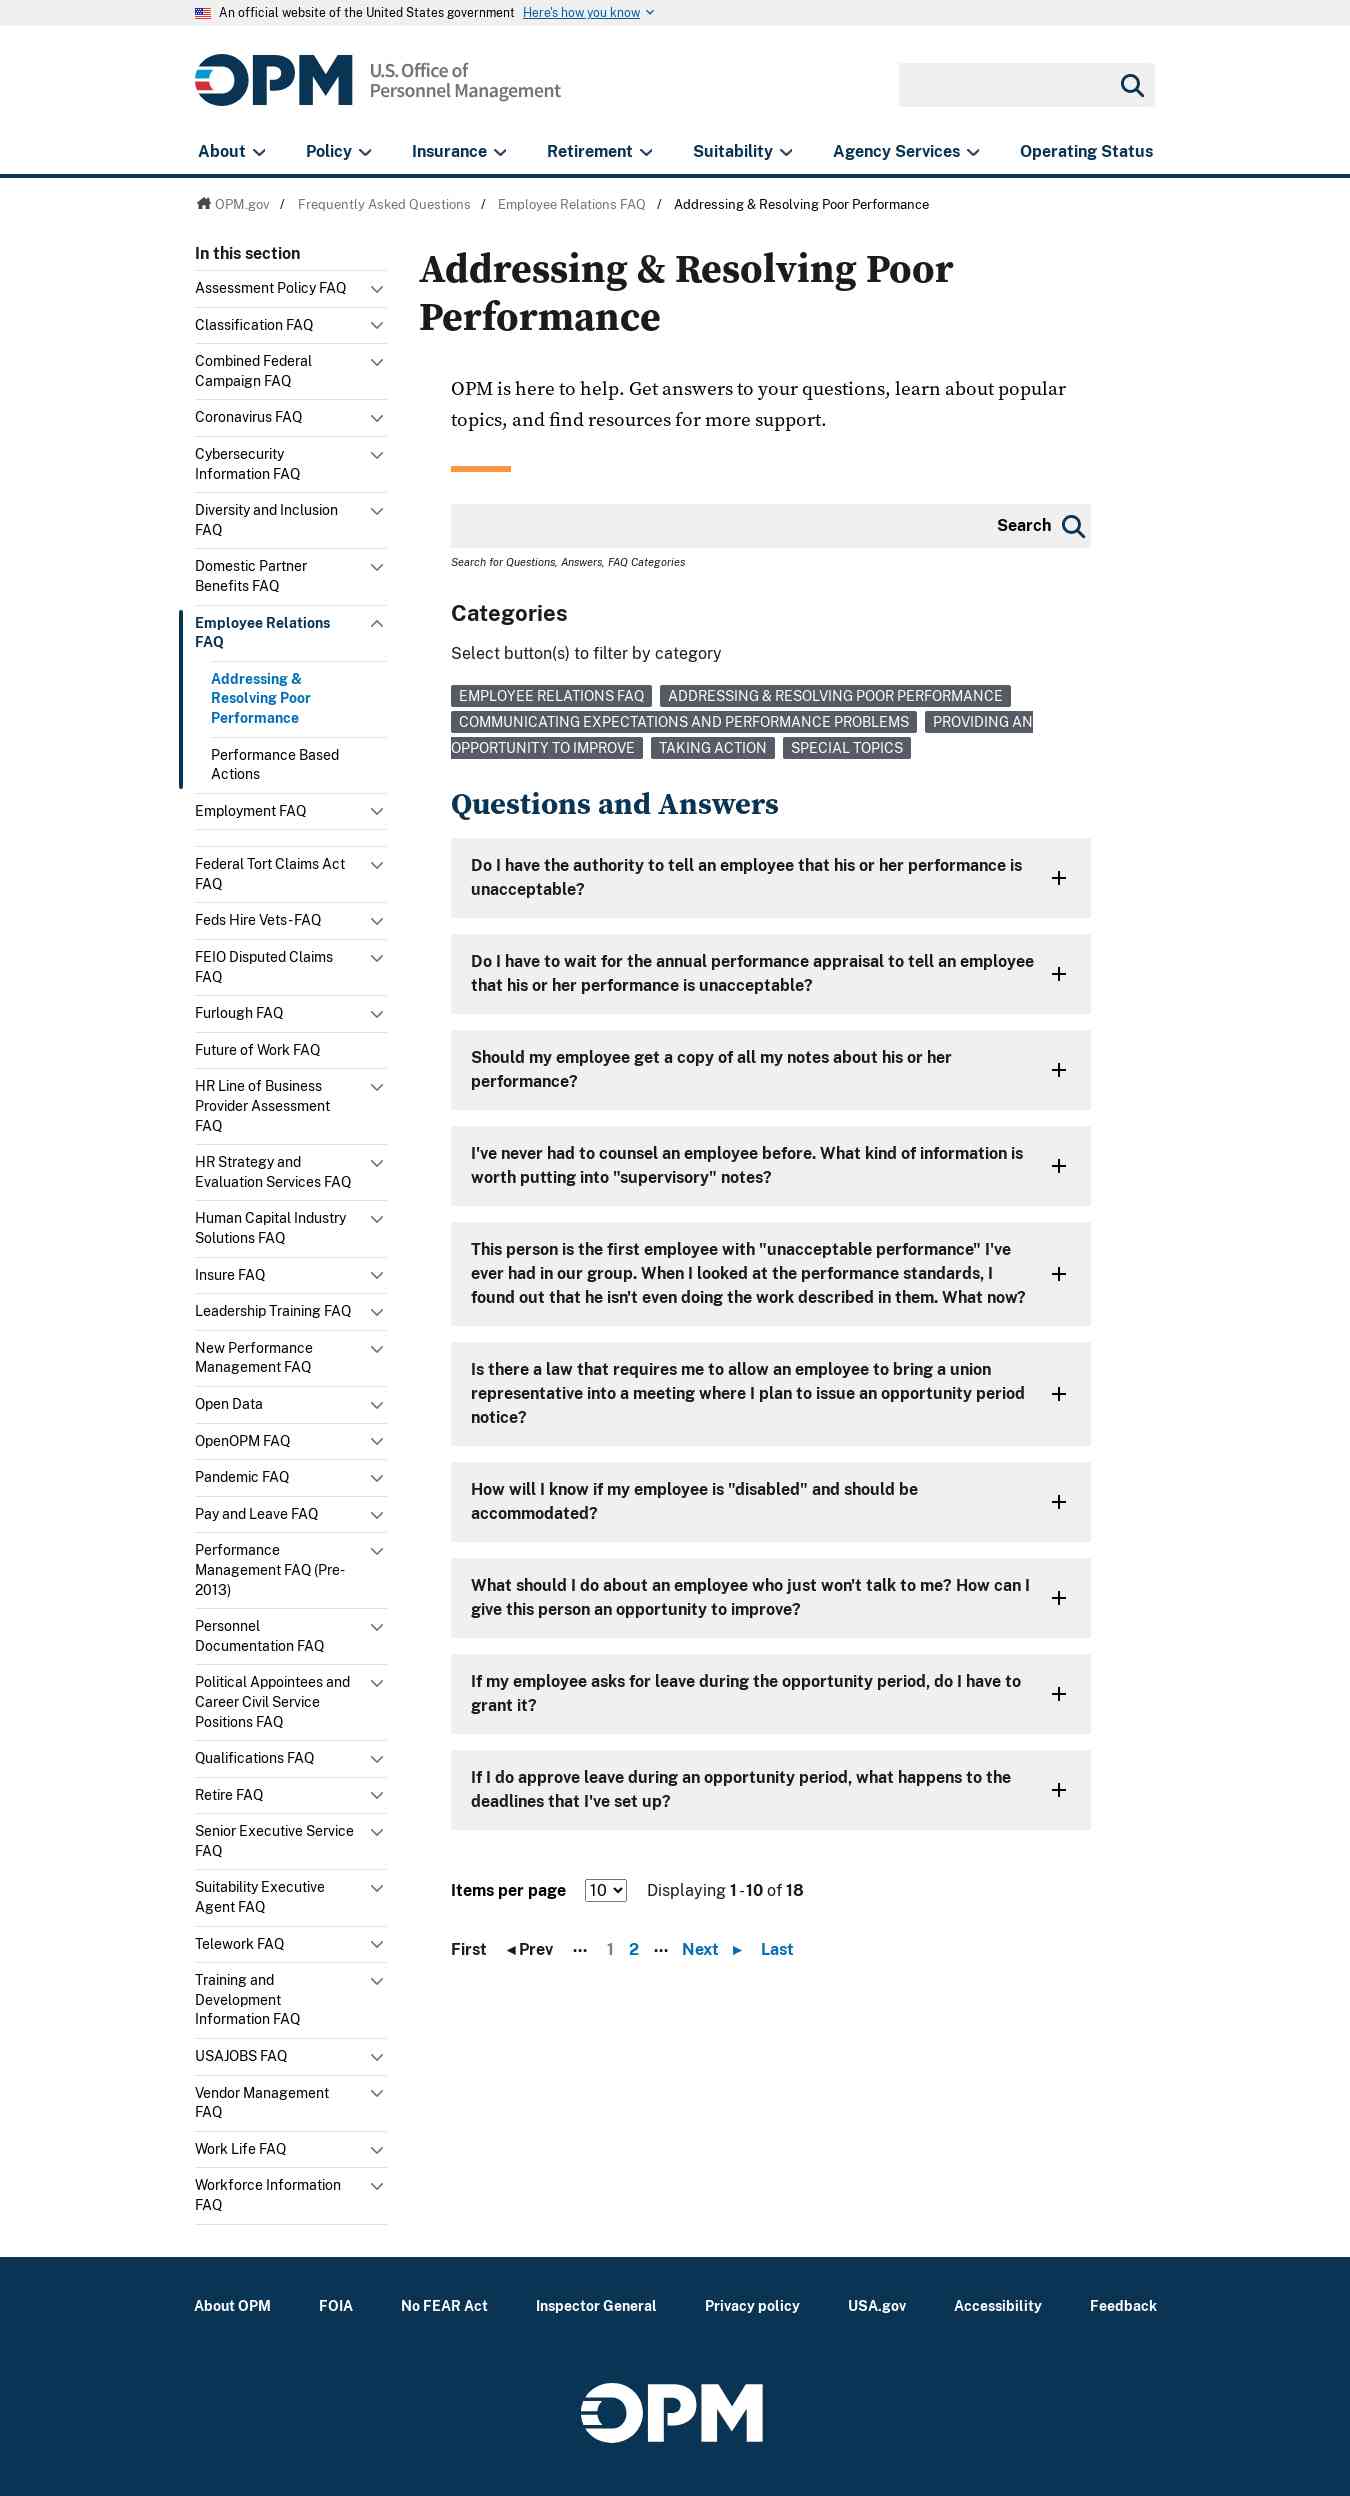 An official website of the United States government Here's how you know
OPM U.S. Office of
Personnel Management
About Policy Insurance Retirement Suitability Agency Services Operating Status
OPM.gov / Frequently Asked Questions / Employee Relations FAQ / Addressing & Resolving Poor Performance
In this section
Assessment Policy FAQ
Classification FAQ
Combined Federal
Campaign FAQ
Coronavirus FAQ
Cybersecurity
Information FAQ
Diversity and Inclusion
FAQ
Domestic Partner
Benefits FAQ
Employee Relations
FAQ
Addressing &
Resolving Poor
Performance
Performance Based
Actions
Employment FAQ
Federal Tort Claims Act
FAQ
Feds Hire Vets- FAQ
FEIO Disputed Claims
FAQ
Furlough FAQ
Future of Work FAQ
HR Line of Business
Provider Assessment
FAQ
HR Strategy and
Evaluation Services FAQ
Human Capital Industry
Solutions FAQ
Insure FAQ
Leadership Training FAQ
New Performance
Management FAQ
Open Data
OpenOPM FAQ
Pandemic FAQ
Pay and Leave FAQ
Performance
Management FAQ (Pre-
2013)
Personnel
Documentation FAQ
Political Appointees and
Career Civil Service
Positions FAQ
Qualifications FAQ
Retire FAQ
Senior Executive Service
FAQ
Suitability Executive
Agent FAQ
Telework FAQ
Training and
Development
Information FAQ
USAJOBS FAQ
Vendor Management
FAQ
Work Life FAQ
Workforce Information
FAQ
Addressing & Resolving Poor
Performance
OPM is here to help. Get answers to your questions, learn about popular
topics, and find resources for more support.
Search
Search for Questions, Answers, FAQ Categories
Categories
Select button(s) to filter by category
EMPLOYEE RELATIONS FAQ ADDRESSING & RESOLVING POOR PERFORMANCE
COMMUNICATING EXPECTATIONS AND PERFORMANCE PROBLEMS PROVIDING AN
OPPORTUNITY TO IMPROVE TAKING ACTION SPECIAL TOPICS
Questions and Answers
Do I have the authority to tell an employee that his or her performance is
unacceptable?
Do I have to wait for the annual performance appraisal to tell an employee
that his or her performance is unacceptable?
Should my employee get a copy of all my notes about his or her
performance?
I've never had to counsel an employee before. What kind of information is
worth putting into "supervisory" notes?
This person is the first employee with "unacceptable performance" I've
ever had in our group. When I looked at the performance standards, I
found out that he isn't even doing the work described in them. What now?
Is there a law that requires me to allow an employee to bring a union
representative into a meeting where I plan to issue an opportunity period
notice?
How will I know if my employee is "disabled" and should be
accommodated?
What should I do about an employee who just won't talk to me? How can I
give this person an opportunity to improve?
If my employee asks for leave during the opportunity period, do I have to
grant it?
If I do approve leave during an opportunity period, what happens to the
deadlines that I've set up?
Items per page 10 Displaying 1 - 10 of 18
First ◂ Prev ··· 1 2 ··· Next ▸ Last
About OPM FOIA No FEAR Act Inspector General Privacy policy USA.gov Accessibility Feedback
OPM